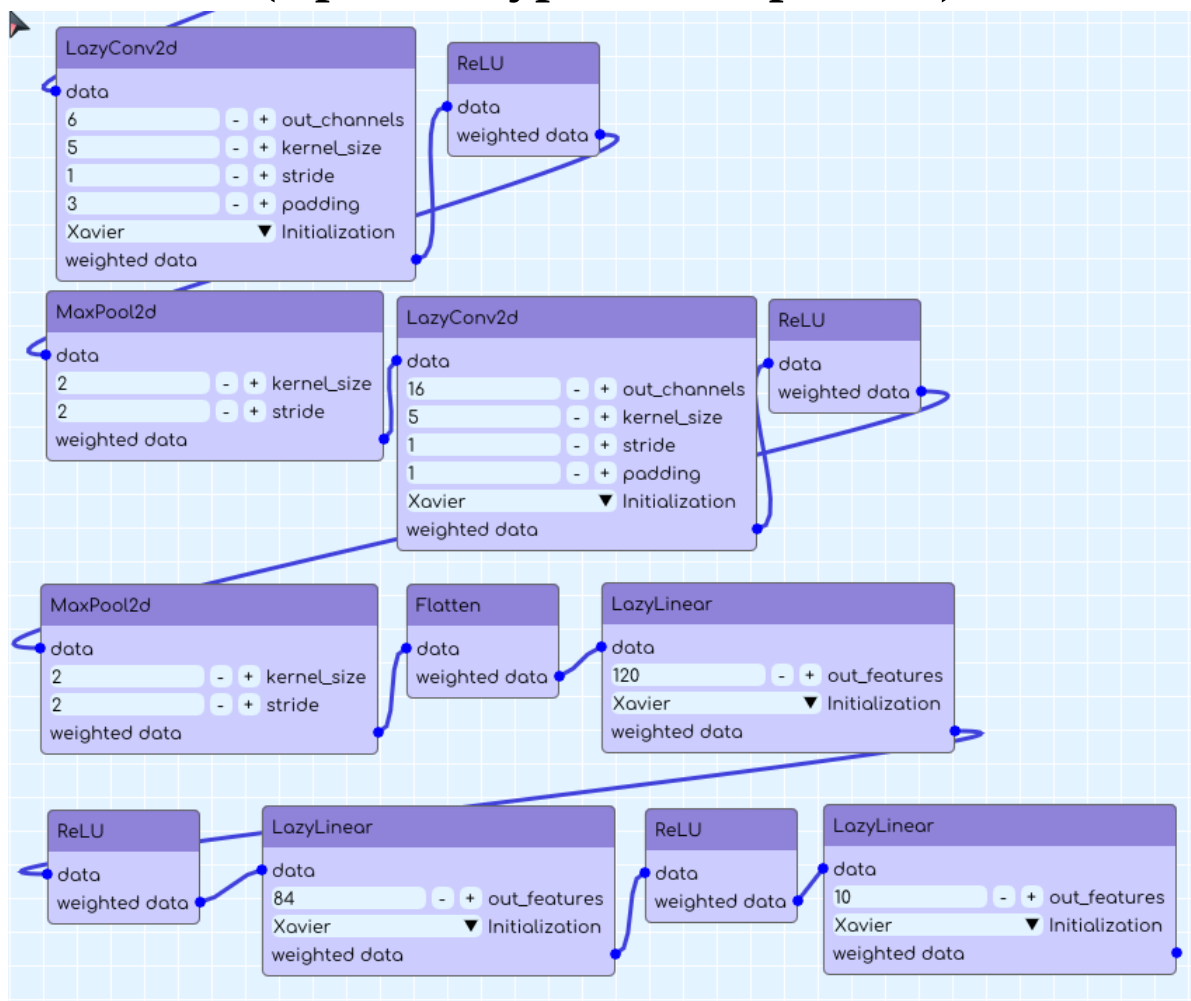 LazyConv2d
data
6 - + out_channels
5 - + kernel_size
1 - + stride
3 - + padding
Xavier ▼ Initialization
weighted data
ReLU
data
weighted data
MaxPool2d
data
2 - + kernel_size
2 - + stride
weighted data
LazyConv2d
data
16 - + out_channels
5 - + kernel_size
1 - + stride
1 - + padding
Xavier ▼ Initialization
weighted data
ReLU
data
weighted data
MaxPool2d
data
2 - + kernel_size
2 - + stride
weighted data
Flatten
data
weighted data
LazyLinear
data
120 - + out_features
Xavier ▼ Initialization
weighted data
ReLU
data
weighted data
LazyLinear
data
84 - + out_features
Xavier ▼ Initialization
weighted data
ReLU
data
weighted data
LazyLinear
data
10 - + out_features
Xavier ▼ Initialization
weighted data